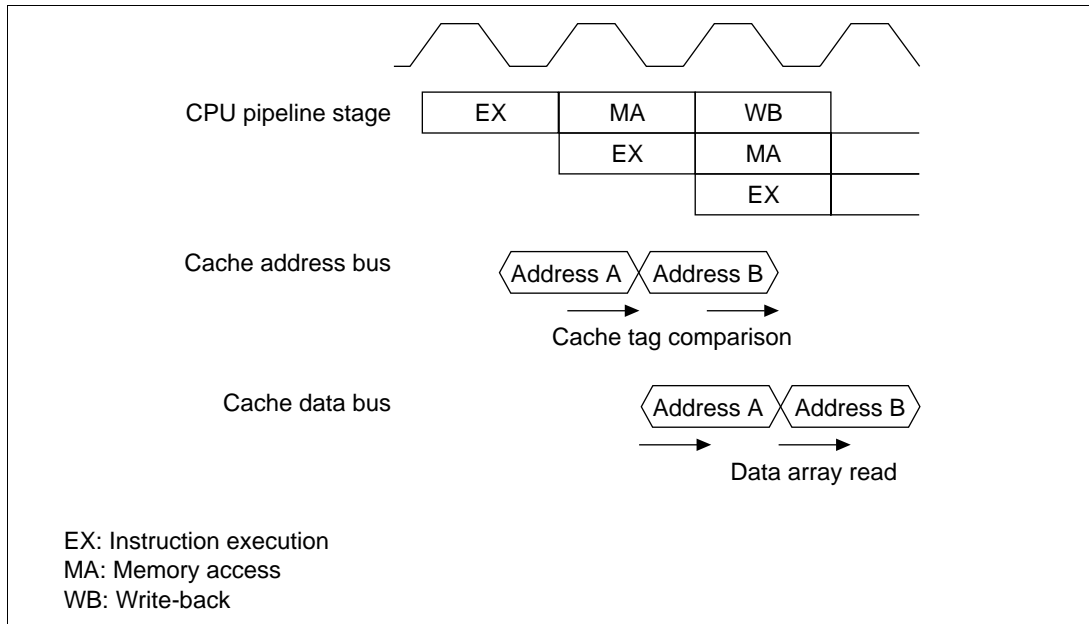 CPU pipeline stage EX MA WB
EX MA
EX
Cache address bus Address A Address B
Cache tag comparison
Cache data bus Address A Address B
Data array read
EX: Instruction execution
MA: Memory access
WB: Write-back